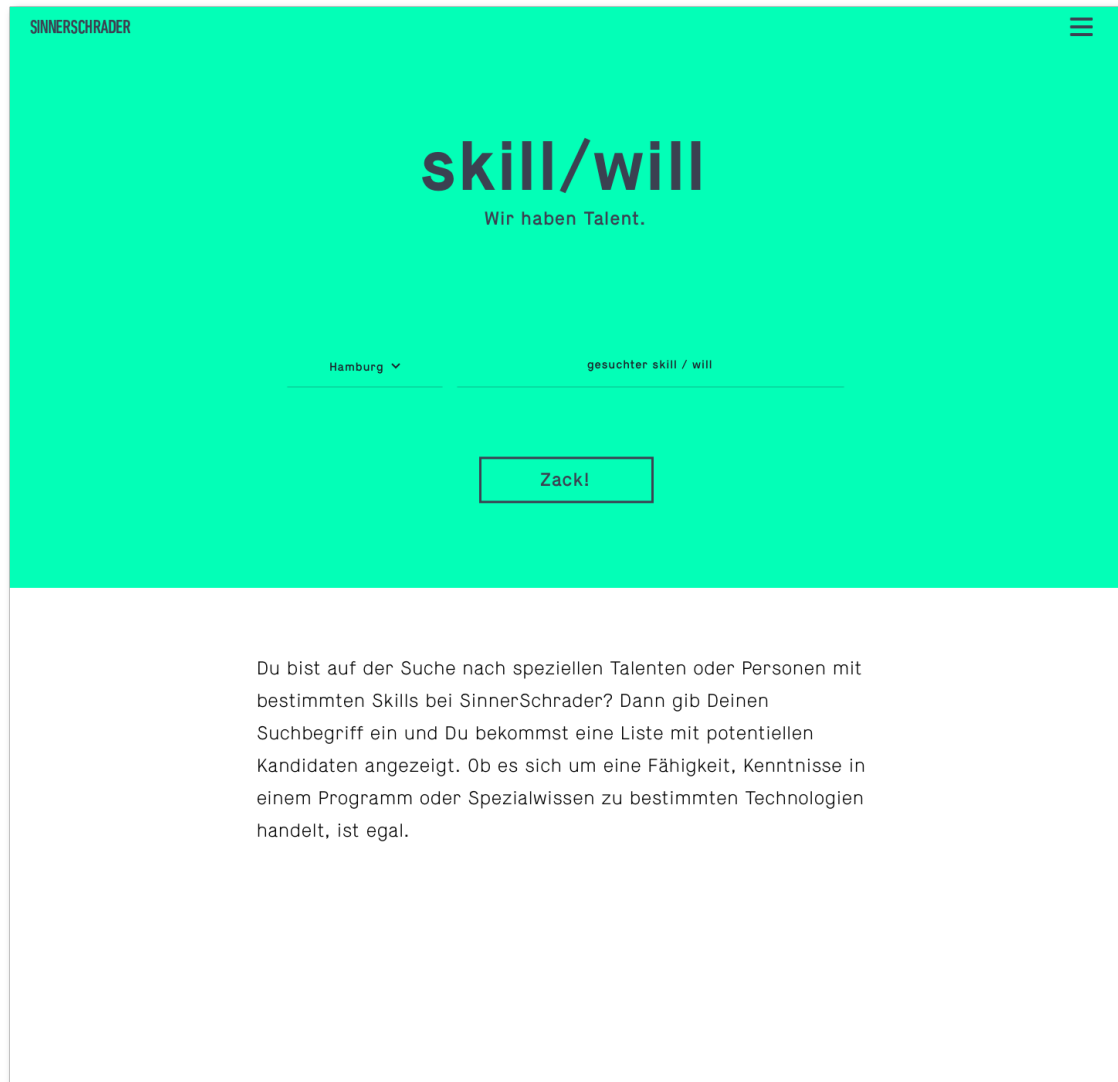 SINNERSCHRADER
skill/will
Wir haben Talent.
Hamburg gesuchter skill / will
Zack!
Du bist auf der Suche nach speziellen Talenten oder Personen mit
bestimmten Skills bei SinnerSchrader? Dann gib Deinen
Suchbegriff ein und Du bekommst eine Liste mit potentiellen
Kandidaten angezeigt. Ob es sich um eine Fähigkeit, Kenntnisse in
einem Programm oder Spezialwissen zu bestimmten Technologien
handelt, ist egal.